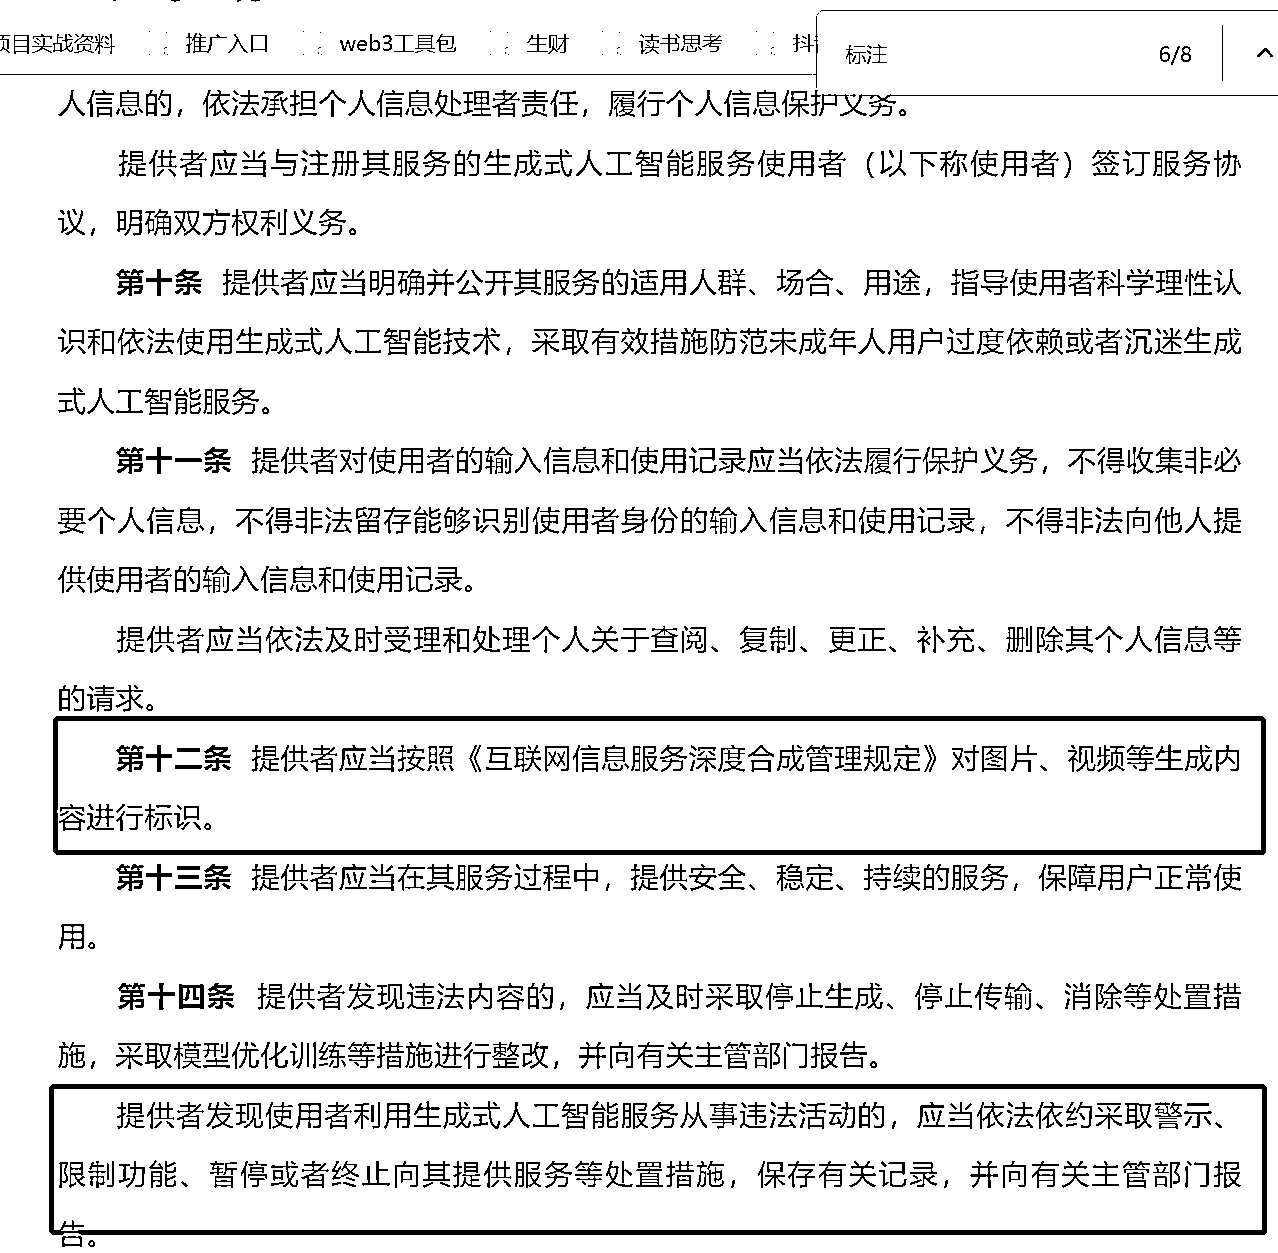 项目实战资料 推广入口 web3工具包 生财 读书思考 抖
标注 6/8
人信息的，依法承担个人信息处理者责任，履行个人信息保护义务。
提供者应当与注册其服务的生成式人工智能服务使用者（以下称使用者）签订服务协
议，明确双方权利义务。
第十条 提供者应当明确并公开其服务的适用人群、场合、用途，指导使用者科学理性认
识和依法使用生成式人工智能技术，采取有效措施防范未成年人用户过度依赖或者沉迷生成
式人工智能服务。
第十一条 提供者对使用者的输入信息和使用记录应当依法履行保护义务，不得收集非必
要个人信息，不得非法留存能够识别使用者身份的输入信息和使用记录，不得非法向他人提
供使用者的输入信息和使用记录。
提供者应当依法及时受理和处理个人关于查阅、复制、更正、补充、删除其个人信息等
的请求。
第十二条 提供者应当按照《互联网信息服务深度合成管理规定》对图片、视频等生成内
容进行标识。
第十三条 提供者应当在其服务过程中，提供安全、稳定、持续的服务，保障用户正常使
用。
第十四条 提供者发现违法内容的，应当及时采取停止生成、停止传输、消除等处置措
施，采取模型优化训练等措施进行整改，并向有关主管部门报告。
提供者发现使用者利用生成式人工智能服务从事违法活动的，应当依法依约采取警示、
限制功能、暂停或者终止向其提供服务等处置措施，保存有关记录，并向有关主管部门报
告。